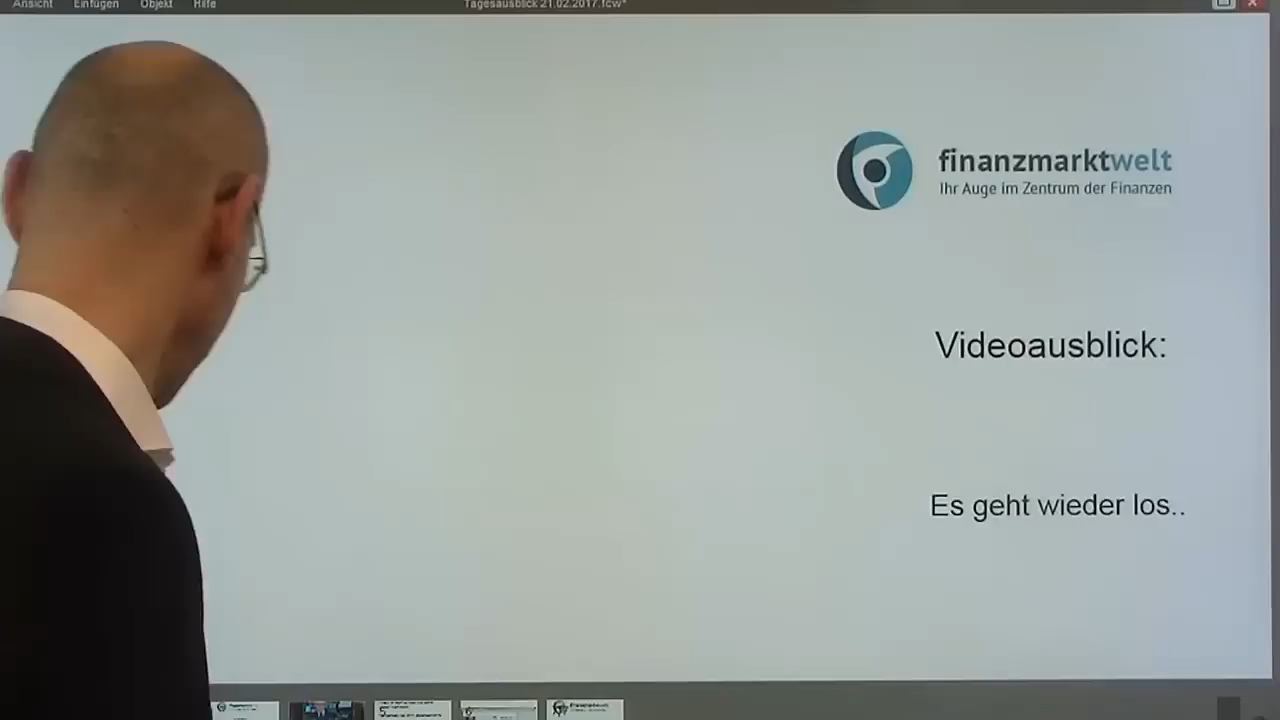 Ansicht Einfügen Objekt Hilfe
Tagesausblick 21.02.2017.fcw*
finanzmarktwelt
Ihr Auge im Zentrum der Finanzen
Videoausblick:
Es geht wieder los..